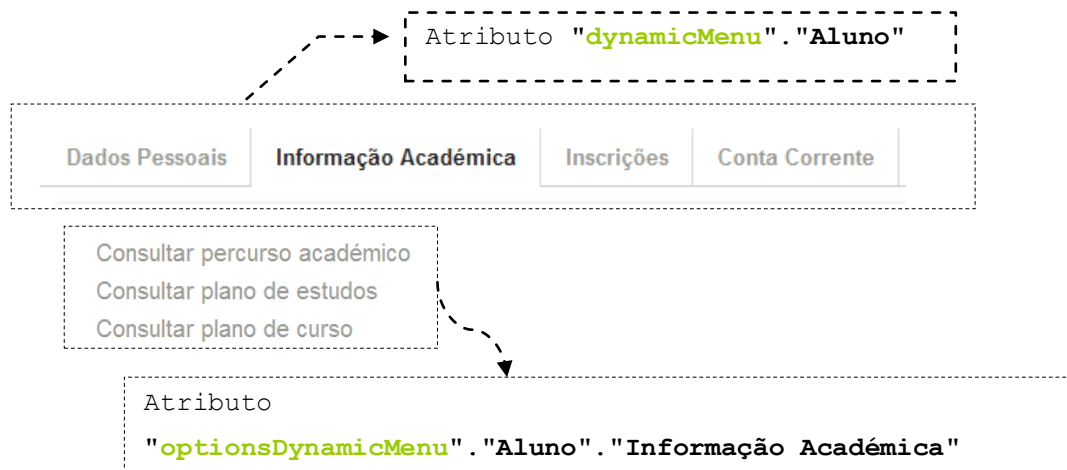 Atributo "dynamicMenu"."Aluno"
Dados Pessoais Informação Académica Inscrições Conta Corrente
Consultar percurso académico
Consultar plano de estudos
Consultar plano de curso
Atributo
"optionsDynamicMenu"."Aluno"."Informação Académica"